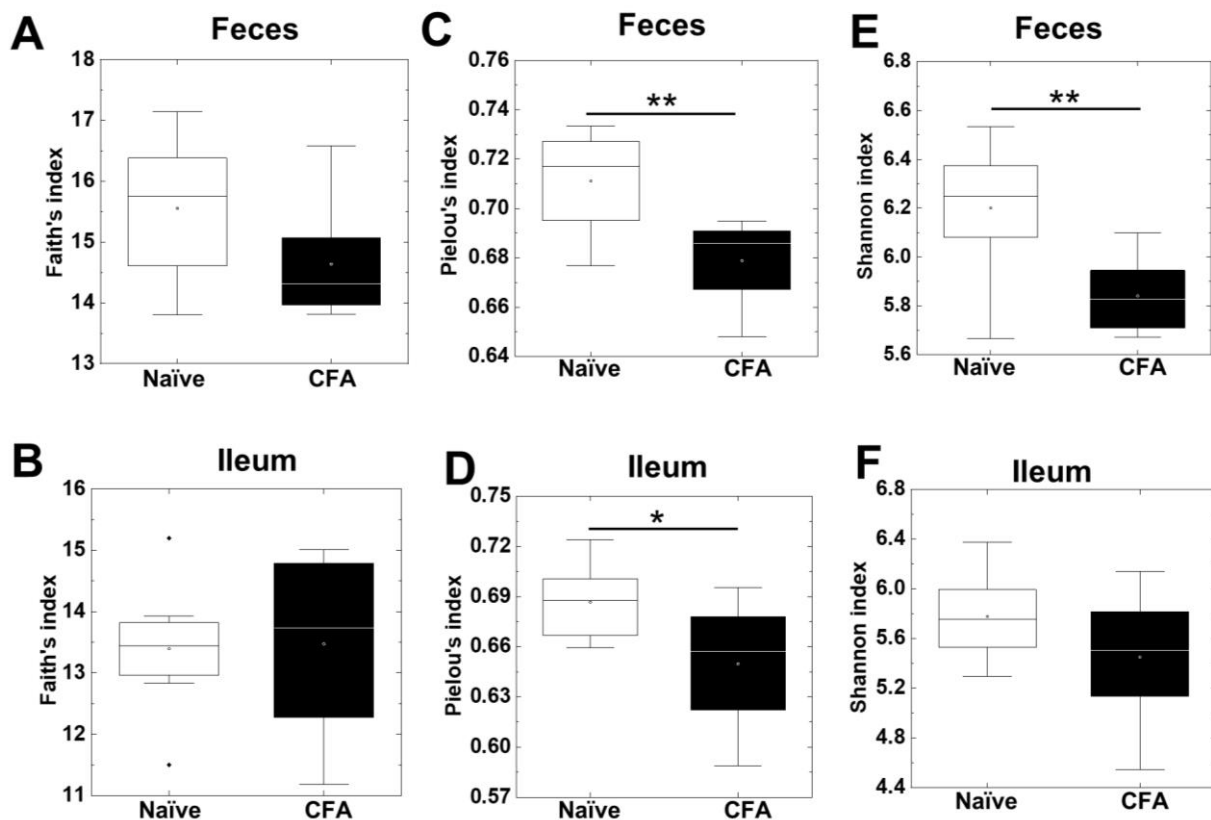 A
Feces
18
17
16
15
14
13
Faith's index
Naïve
CFA
C
Feces
0.76
0.74
0.72
0.70
0.68
0.66
0.64
Pielou's index
**
Naïve
CFA
E
Feces
6.8
6.6
6.4
6.2
6.0
5.8
5.6
Shannon index
**
Naïve
CFA
B
Ileum
16
15
14
13
12
11
Faith's index
Naïve
CFA
D
Ileum
0.75
0.72
0.69
0.66
0.63
0.60
0.57
Pielou's index
*
Naïve
CFA
F
Ileum
6.8
6.4
6.0
5.6
5.2
4.8
4.4
Shannon index
Naïve
CFA